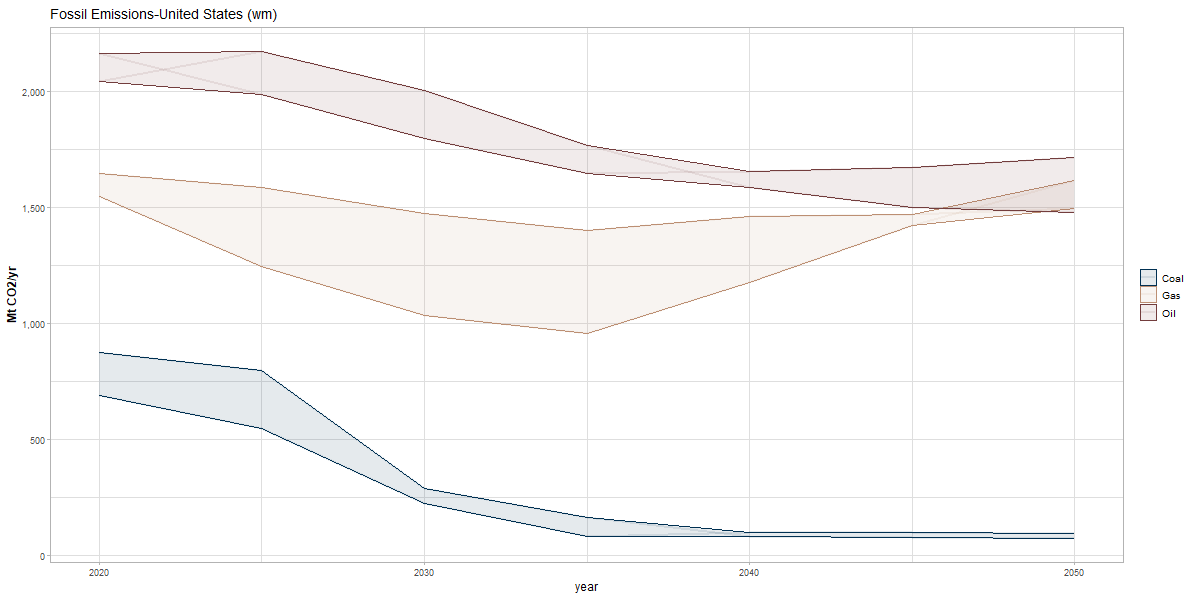 Fossil Emissions-United States (wm)
Mt CO2/yr
2,000
1,500
1,000
500
0
2020
2030
2040
2050
year
Coal
Gas
Oil